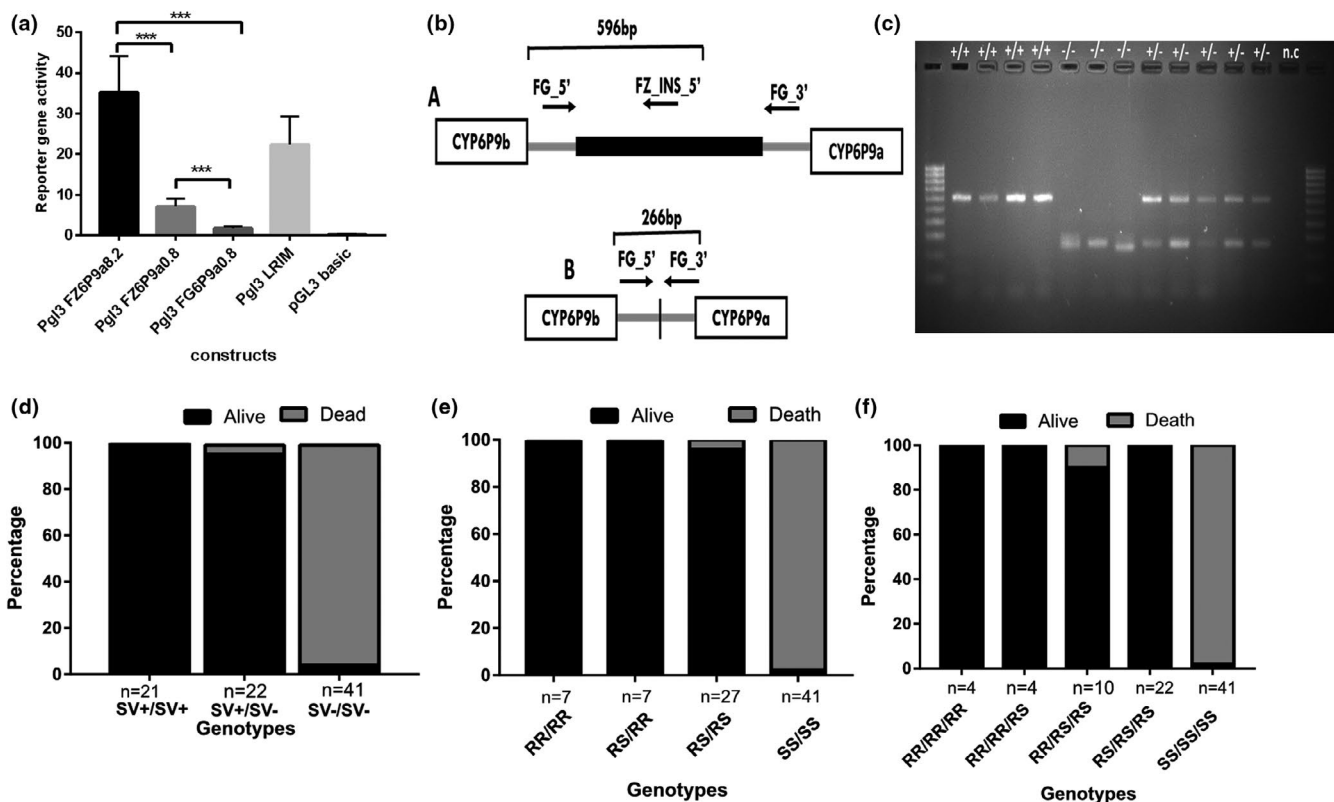 (a)
***
***
***
50
40
30
20
10
0
Reporter gene activity
Pgl3 FZ6P9a8.2
Pgl3 FZ6P9a0.8
Pgl3 FG6P9a0.8
Pgl3 LRIM
pGL3 basic
constructs
(b)
596bp
FG_5'
FZ_INS_5'
FG_3'
A
CYP6P9b
CYP6P9a
266bp
FG_5'
FG_3'
B
CYP6P9b
CYP6P9a
(c)
+/+ +/+ +/+ +/+ -/- -/- -/- +/- +/- +/- +/- +/- n.c
(d)
Alive Dead
100
80
60
40
20
0
Percentage
n=21 n=22 n=41
SV+/SV+ SV+/SV- SV-/SV-
Genotypes
(e)
Alive Death
100
80
60
40
20
0
Percentage
n=7 n=7 n=27 n=41
RR/RR RS/RR RS/RS SS/SS
Genotypes
(f)
Alive Death
100
80
60
40
20
0
Percentage
n=4 n=4 n=10 n=22 n=41
RR/RR/RR RR/RR/RS RR/RS/RS RS/RS/RS SS/SS/SS
Genotypes